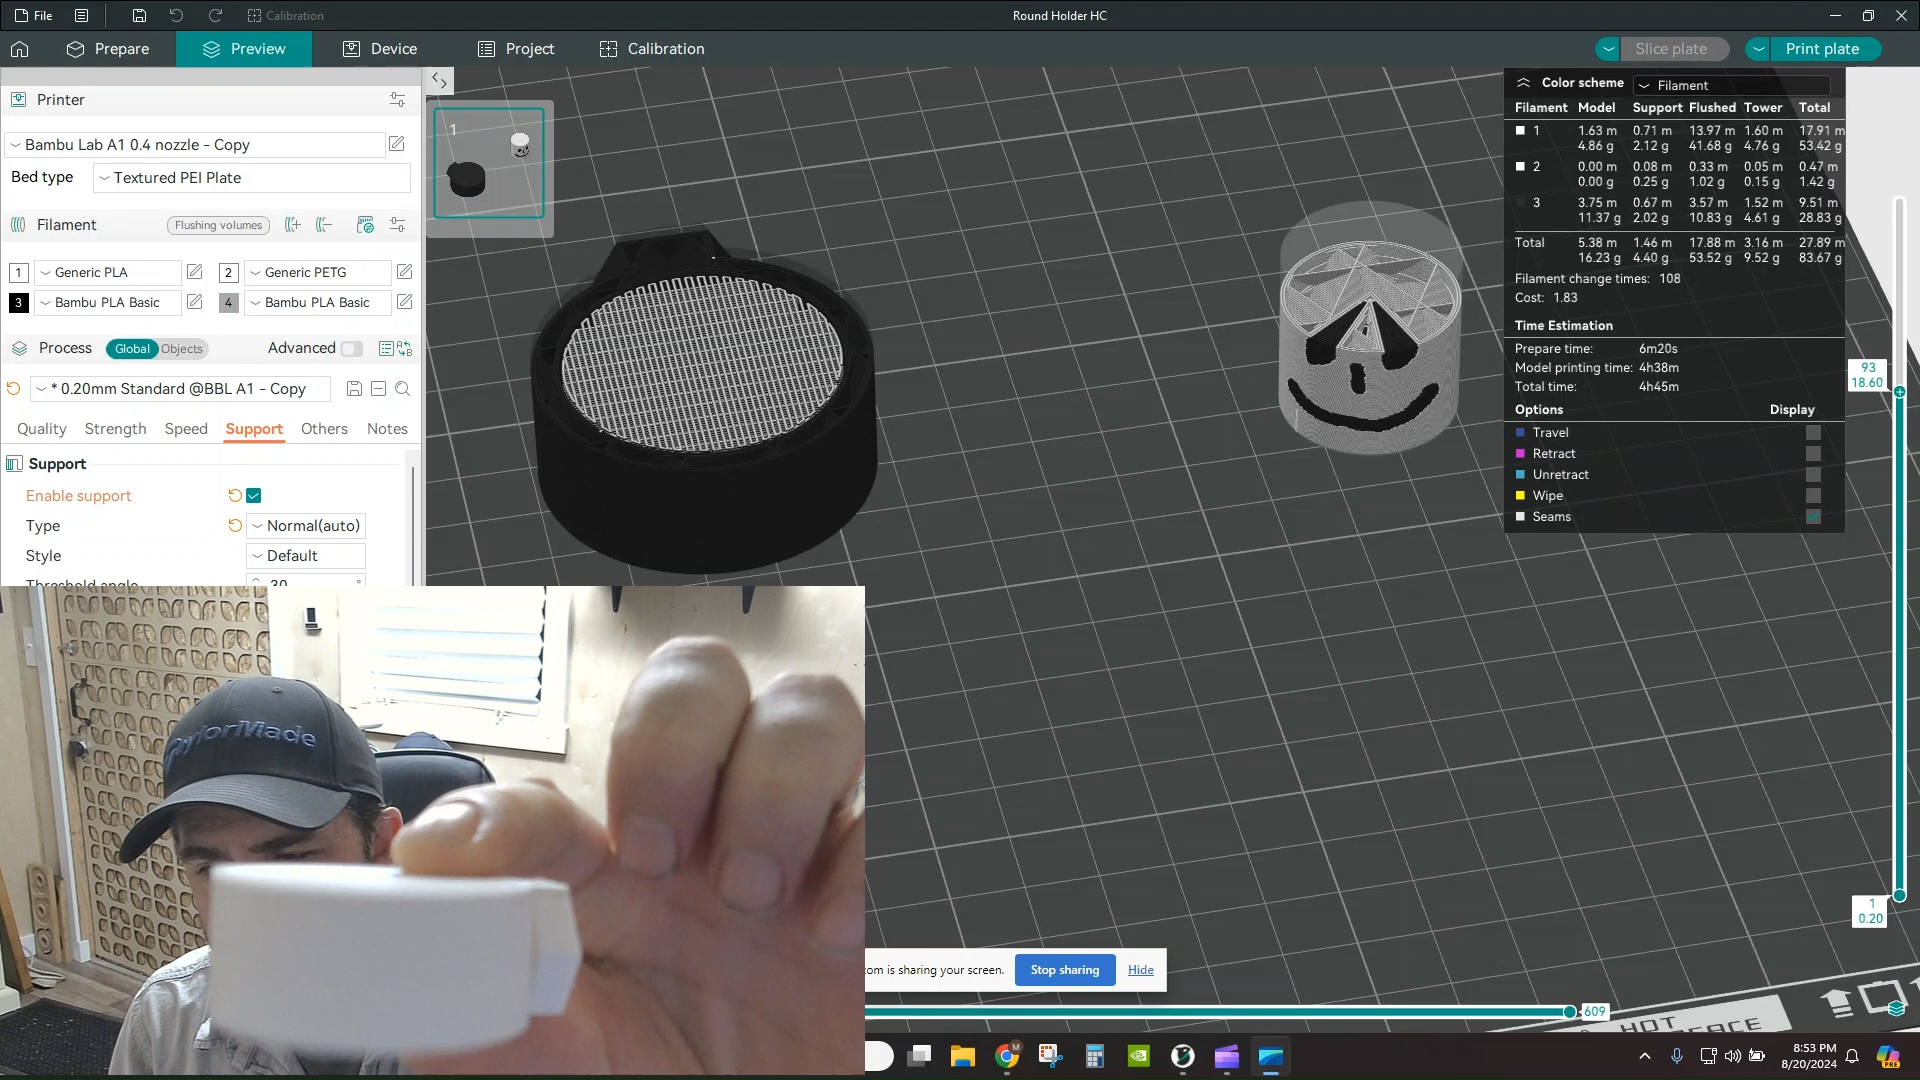 File
Calibration
Round Holder HC
Prepare
Preview
Device
Project
Calibration
Slice plate
Print plate
Printer
Bambu Lab A1 0.4 nozzle - Copy
Bed type
Textured PEI Plate
Filament
Flushing volumes
1 Generic PLA
2 Generic PETG
3 Bambu PLA Basic
4 Bambu PLA Basic
Process
Global
Objects
Advanced
* 0.20mm Standard @BBL A1 - Copy
Quality
Strength
Speed
Support
Others
Notes
Support
Enable support
Type
Normal(auto)
Style
Default
Threshold angle
30
1
Color scheme
Filament
Filament Model Support Flushed Tower Total
1 1.63 m 0.71 m 13.97 m 1.60 m 17.91 m
4.86 g 2.12 g 41.68 g 4.76 g 53.42 g
2 0.00 m 0.08 m 0.33 m 0.05 m 0.47 m
0.00 g 0.25 g 1.02 g 0.15 g 1.42 g
3 3.75 m 0.67 m 3.57 m 1.52 m 9.51 m
11.37 g 2.02 g 10.83 g 4.61 g 28.83 g
Total 5.38 m 1.46 m 17.88 m 3.16 m 27.89 m
16.23 g 4.40 g 53.52 g 9.52 g 83.67 g
Filament change times: 108
Cost: 1.83
Time Estimation
Prepare time: 6m20s
Model printing time: 4h38m
Total time: 4h45m
Options Display
Travel
Retract
Unretract
Wipe
Seams
93
18.60
1
0.20
TaylorMade
com is sharing your screen.
Stop sharing
Hide
609
HOT
FACE
M
PRE
8:53 PM
8/20/2024